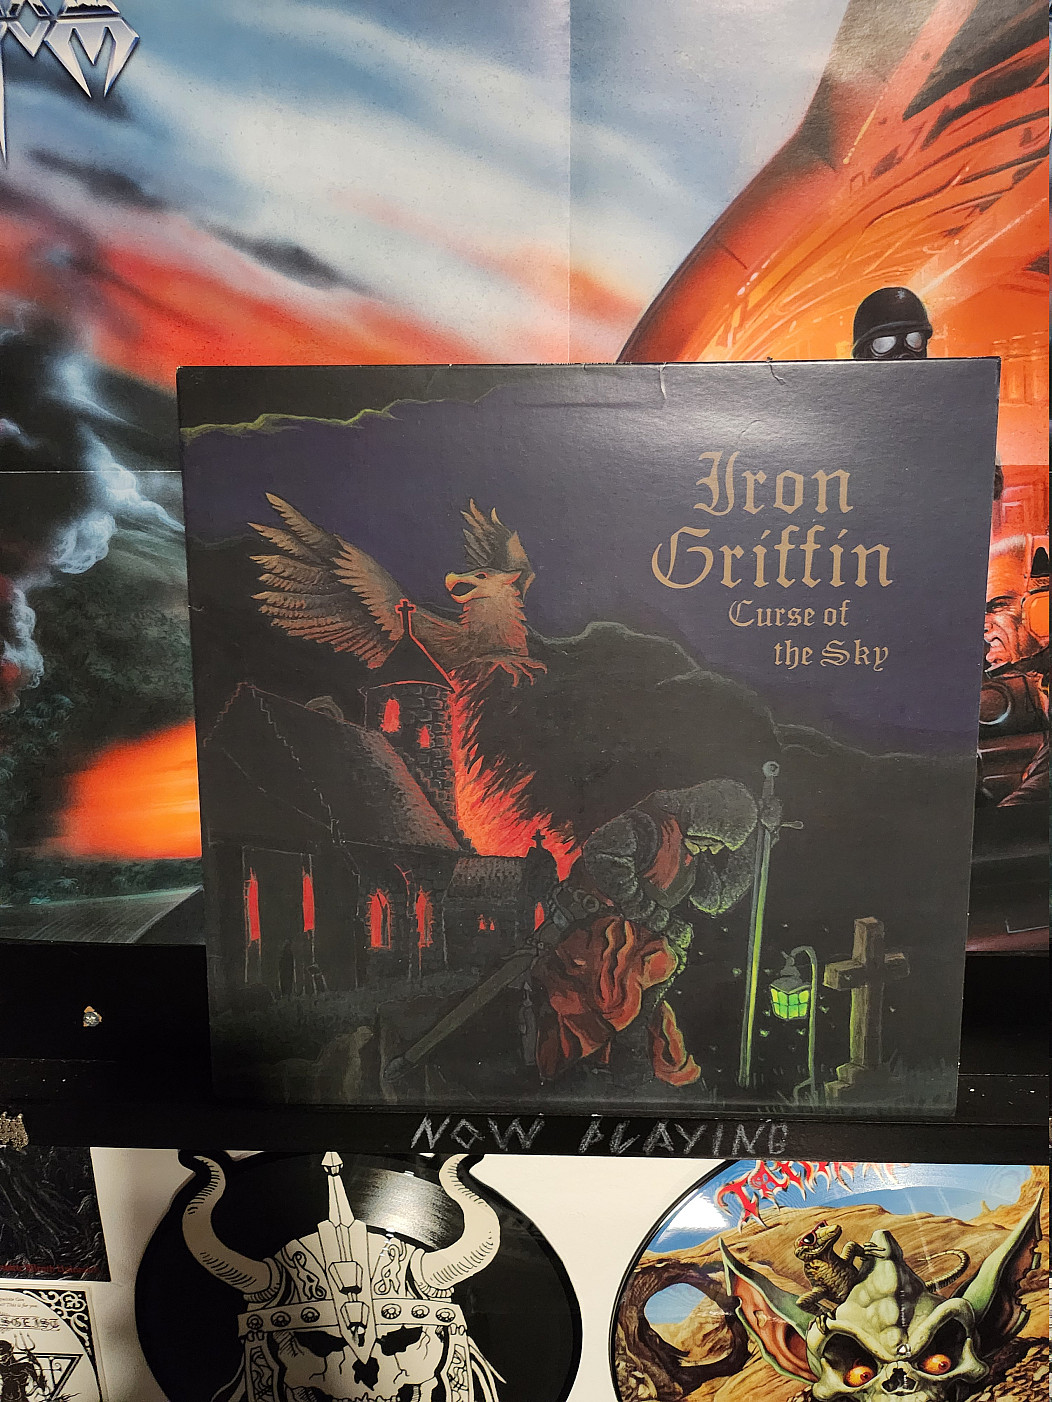 Iron
Griffin
Curse of
the Sky
NOW PLAYING